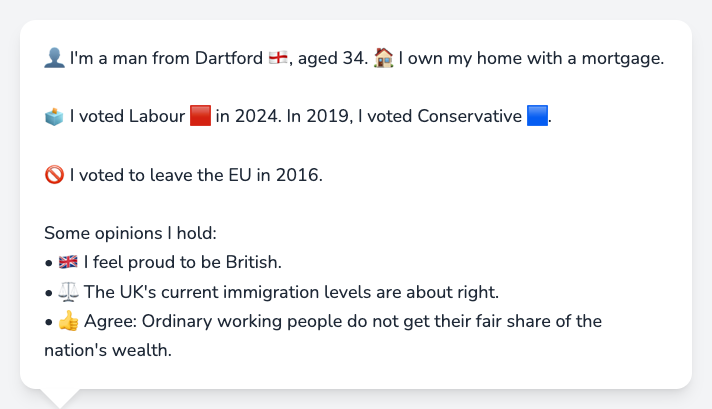 👤 I'm a man from Dartford 🏴󠁧󠁢󠁥󠁮󠁧󠁿, aged 34. 🏠 I own my home with a mortgage.
🗳️ I voted Labour 🟥 in 2024. In 2019, I voted Conservative 🟦.
🚫 I voted to leave the EU in 2016.
Some opinions I hold:
• 🇬🇧 I feel proud to be British.
• ⚖️ The UK's current immigration levels are about right.
• 👍 Agree: Ordinary working people do not get their fair share of the
nation's wealth.